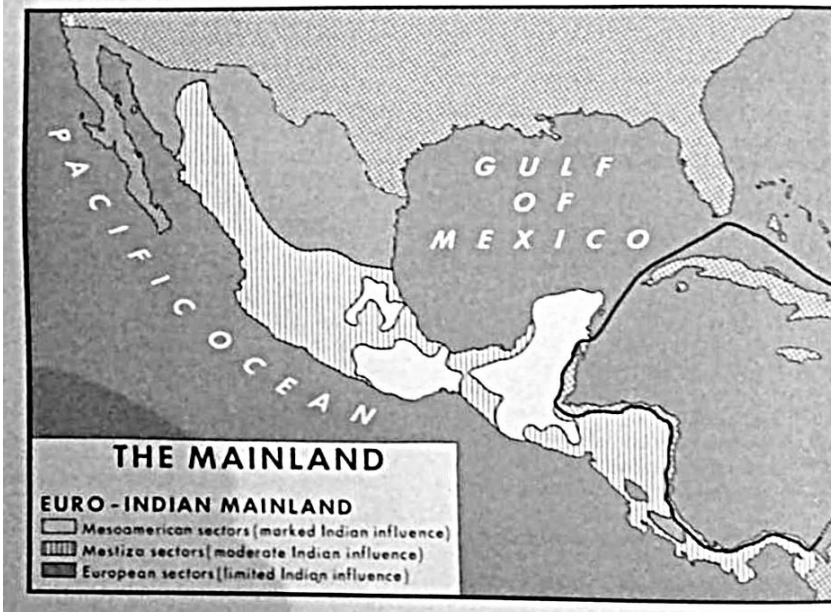 GULF
OF
MEXICO
PACIFIC OCEAN
THE MAINLAND
EURO-INDIAN MAINLAND
Mesoamerican sectors (marked Indian influence)
Mestiza sectors (moderate Indian influence)
European sectors (limited Indian influence)